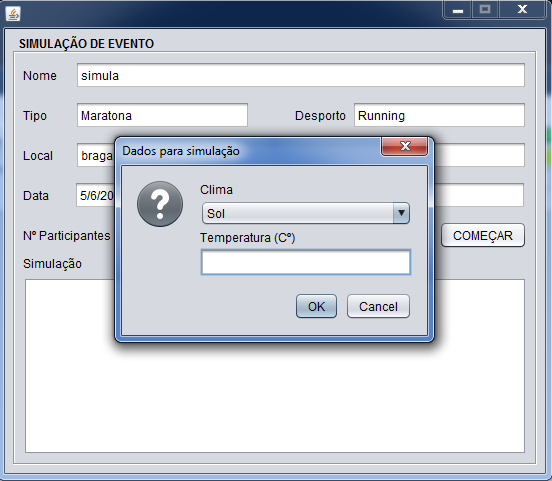 SIMULAÇÃO DE EVENTO
Nome simula
Tipo Maratona Desporto Running
Local braga
Data 5/6/20
Nº Participantes COMEÇAR
Simulação
Dados para simulação
Clima
Sol
Temperatura (Cº)
OK Cancel